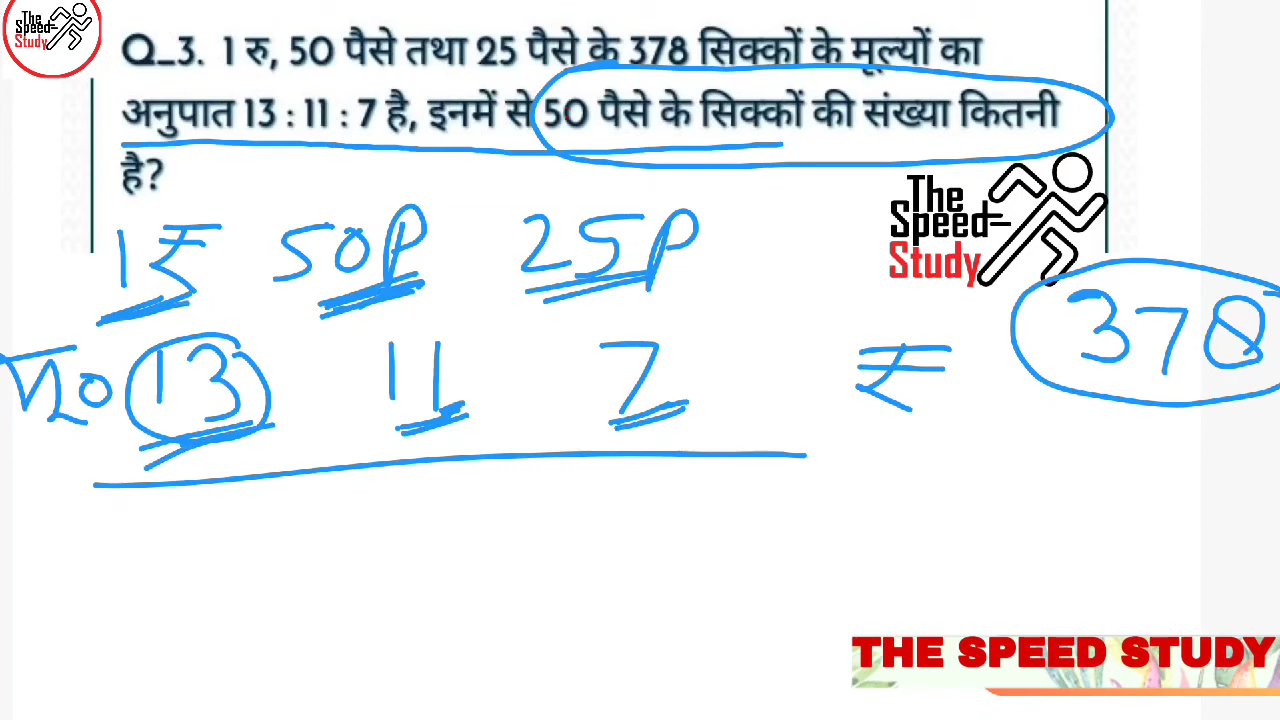 The
Speed
Study
Q_3. 1 रु, 50 पैसे तथा 25 पैसे के 378 सिक्कों के मूल्यों का
अनुपात 13 : 11 : 7 है, इनमें से 50 पैसे के सिक्कों की संख्या कितनी
है?
The
Speed
Study
1₹ 50P 25P
378
13 11 7 ₹
THE SPEED STUDY